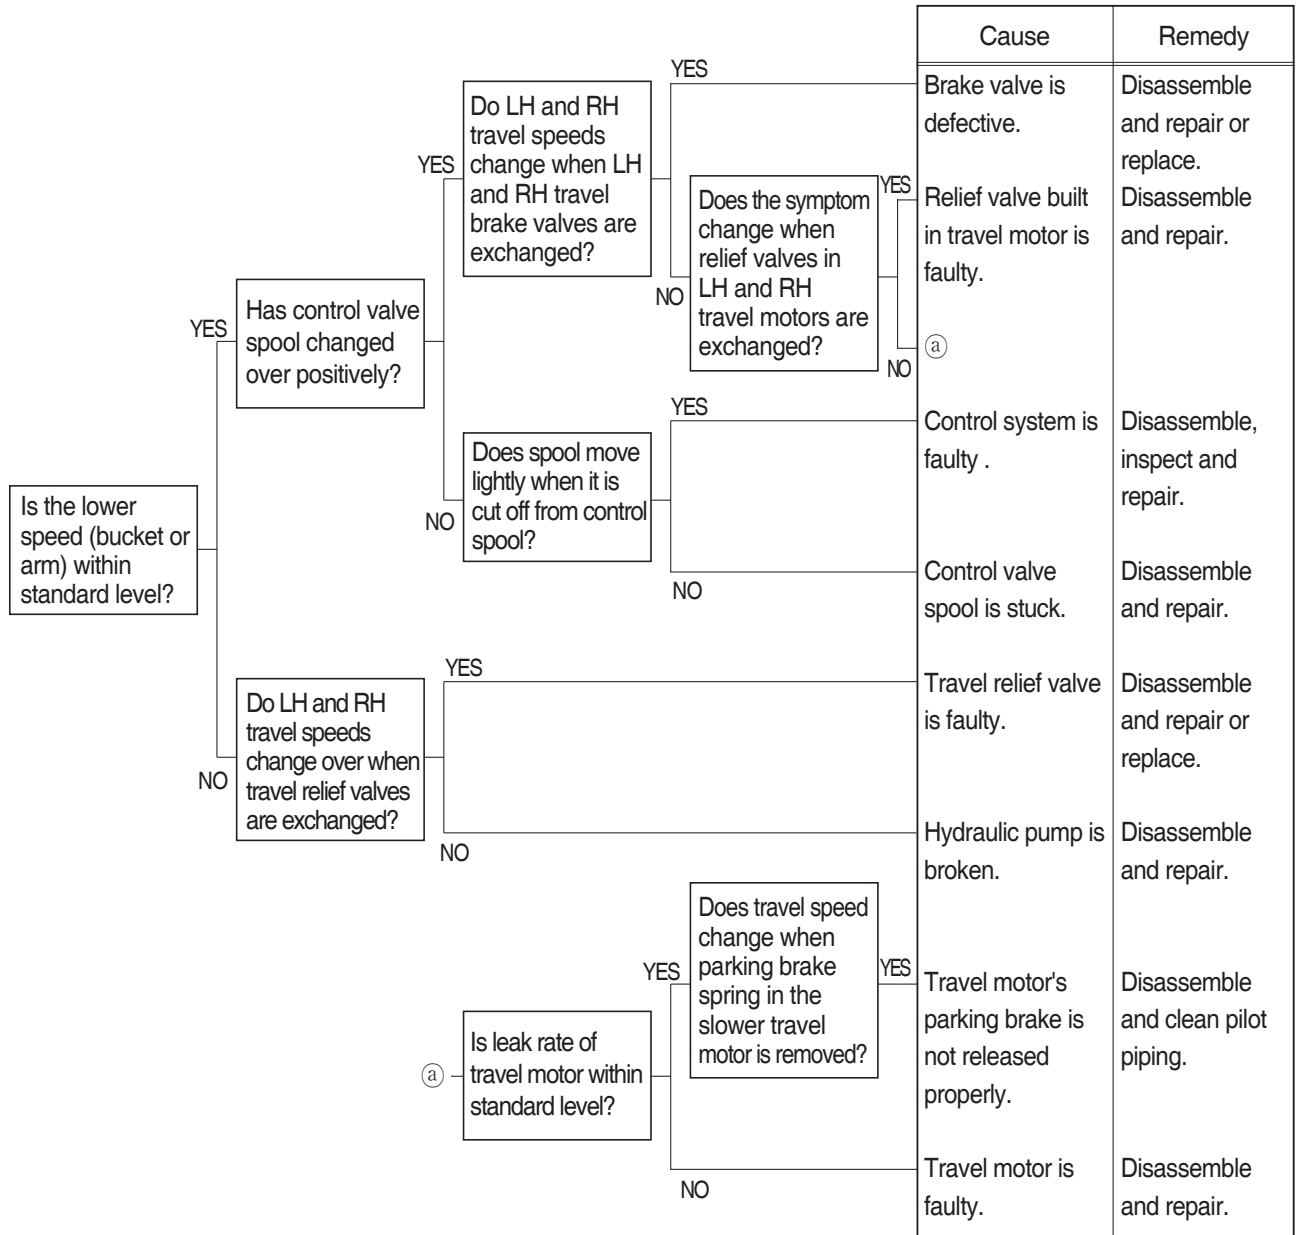 Cause
Remedy
YES
Brake valve is
defective.
Disassemble
and repair or
replace.
Do LH and RH
travel speeds
change when LH
and RH travel
brake valves are
exchanged?
YES
Does the symptom
change when
relief valves in
LH and RH
travel motors are
exchanged?
NO
YES
Relief valve built
in travel motor is
faulty.
Disassemble
and repair.
NO
ⓐ
Has control valve
spool changed
over positively?
YES
YES
Control system is
faulty .
Disassemble,
inspect and
repair.
Does spool move
lightly when it is
cut off from control
spool?
NO
NO
Control valve
spool is stuck.
Disassemble
and repair.
Is the lower
speed (bucket or
arm) within
standard level?
YES
Travel relief valve
is faulty.
Disassemble
and repair or
replace.
Do LH and RH
travel speeds
change over when
travel relief valves
are exchanged?
NO
NO
Hydraulic pump is
broken.
Disassemble
and repair.
Does travel speed
change when
parking brake
spring in the
slower travel
motor is removed?
YES
YES
Travel motor's
parking brake is
not released
properly.
Disassemble
and clean pilot
piping.
ⓐ
Is leak rate of
travel motor within
standard level?
NO
Travel motor is
faulty.
Disassemble
and repair.